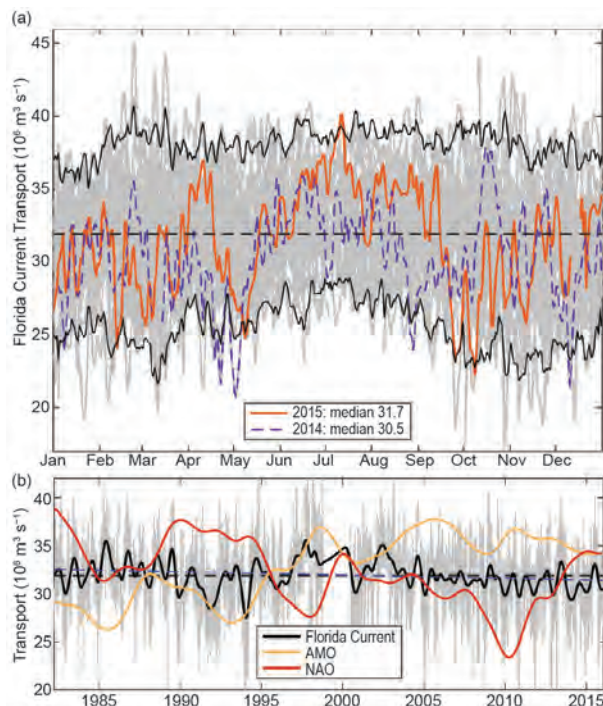 (a)
45
40
35
30
25
20
Florida Current Transport (10⁶ m³ s⁻¹)
2015: median 31.7
2014: median 30.5
Jan Feb Mar Apr May Jun Jul Aug Sep Oct Nov Dec
(b)
40
35
30
25
20
Transport (10⁶ m³ s⁻¹)
Florida Current
AMO
NAO
1985 1990 1995 2000 2005 2010 2015